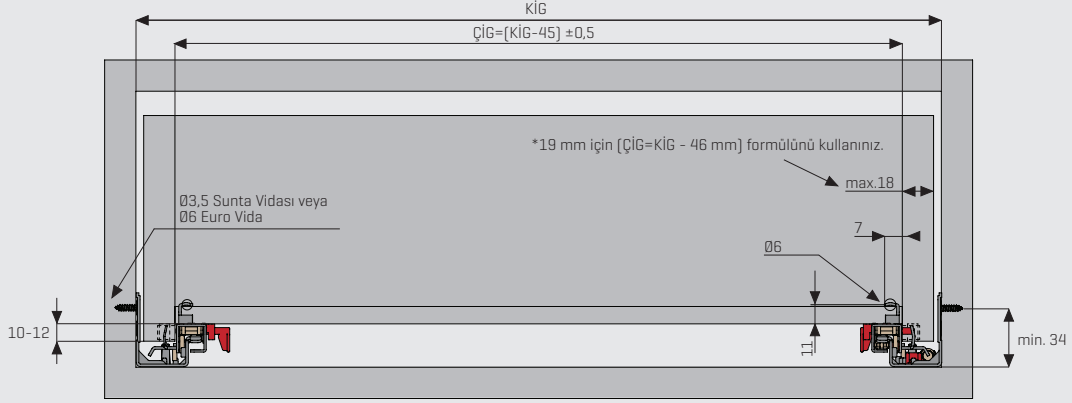 KİG
ÇİG=(KİG-45) ±0,5
*19 mm için (ÇİG=KİG - 46 mm) formülünü kullanınız.
max.18
Ø3,5 Sunta Vidası veya
Ø6 Euro Vida
7
Ø6
10-12
11
min. 34